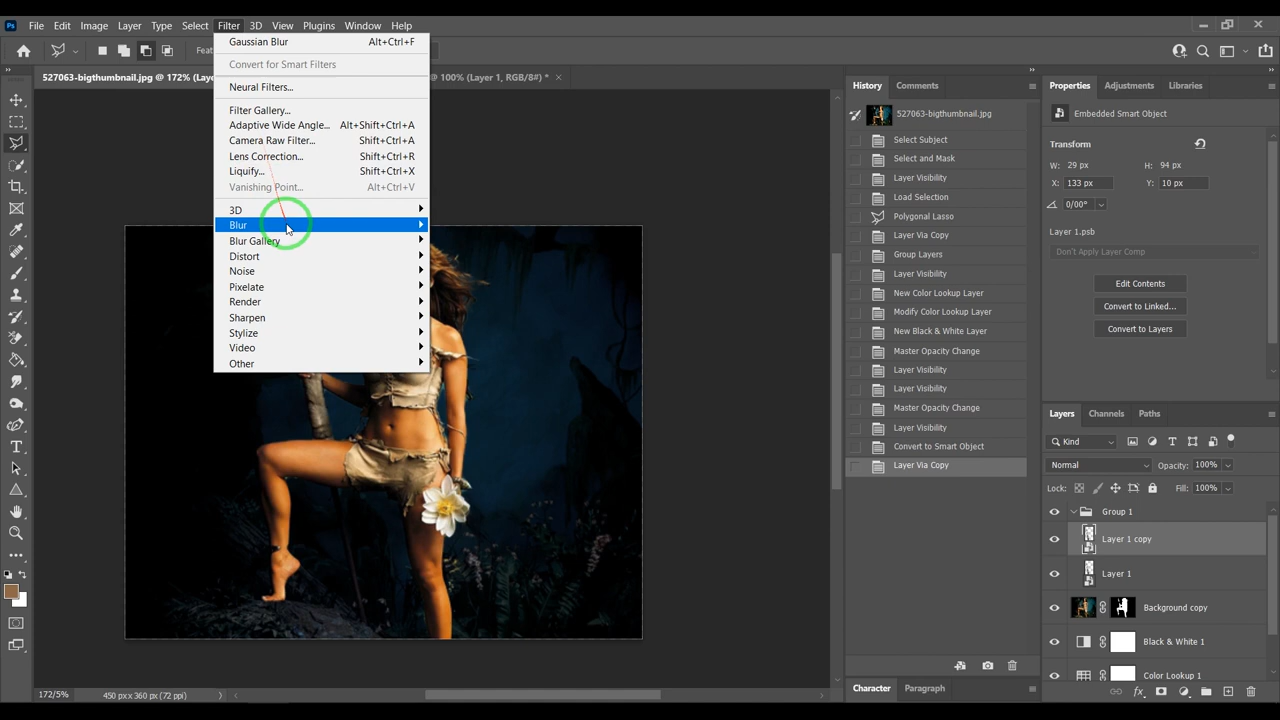 Ps File Edit Image Layer Type Select Filter 3D View Plugins Window Help
527063-bigthumbnail.jpg @ 172% (Lay
@ 100% (Layer 1, RGB/8#) *
Gaussian Blur Alt+Ctrl+F
Convert for Smart Filters
Neural Filters...
Filter Gallery...
Adaptive Wide Angle... Alt+Shift+Ctrl+A
Camera Raw Filter... Shift+Ctrl+A
Lens Correction... Shift+Ctrl+R
Liquify... Shift+Ctrl+X
Vanishing Point... Alt+Ctrl+V
3D
Blur
Blur Gallery
Distort
Noise
Pixelate
Render
Sharpen
Stylize
Video
Other
172/5% 450 px x 360 px (72 ppi)
History Comments
527063-bigthumbnail.jpg
Select Subject
Select and Mask
Layer Visibility
Load Selection
Polygonal Lasso
Layer Via Copy
Group Layers
Layer Visibility
New Color Lookup Layer
Modify Color Lookup Layer
New Black & White Layer
Master Opacity Change
Layer Visibility
Layer Visibility
Master Opacity Change
Layer Visibility
Convert to Smart Object
Layer Via Copy
Character Paragraph
Properties Adjustments Libraries
Embedded Smart Object
Transform
W: 29 px H: 94 px
X: 133 px Y: 10 px
0/00°
Layer 1.psb
Don't Apply Layer Comp
Edit Contents
Convert to Linked...
Convert to Layers
Layers Channels Paths
Kind
Normal Opacity: 100%
Lock: Fill: 100%
Group 1
Layer 1 copy
Layer 1
Background copy
Black & White 1
Color Lookup 1